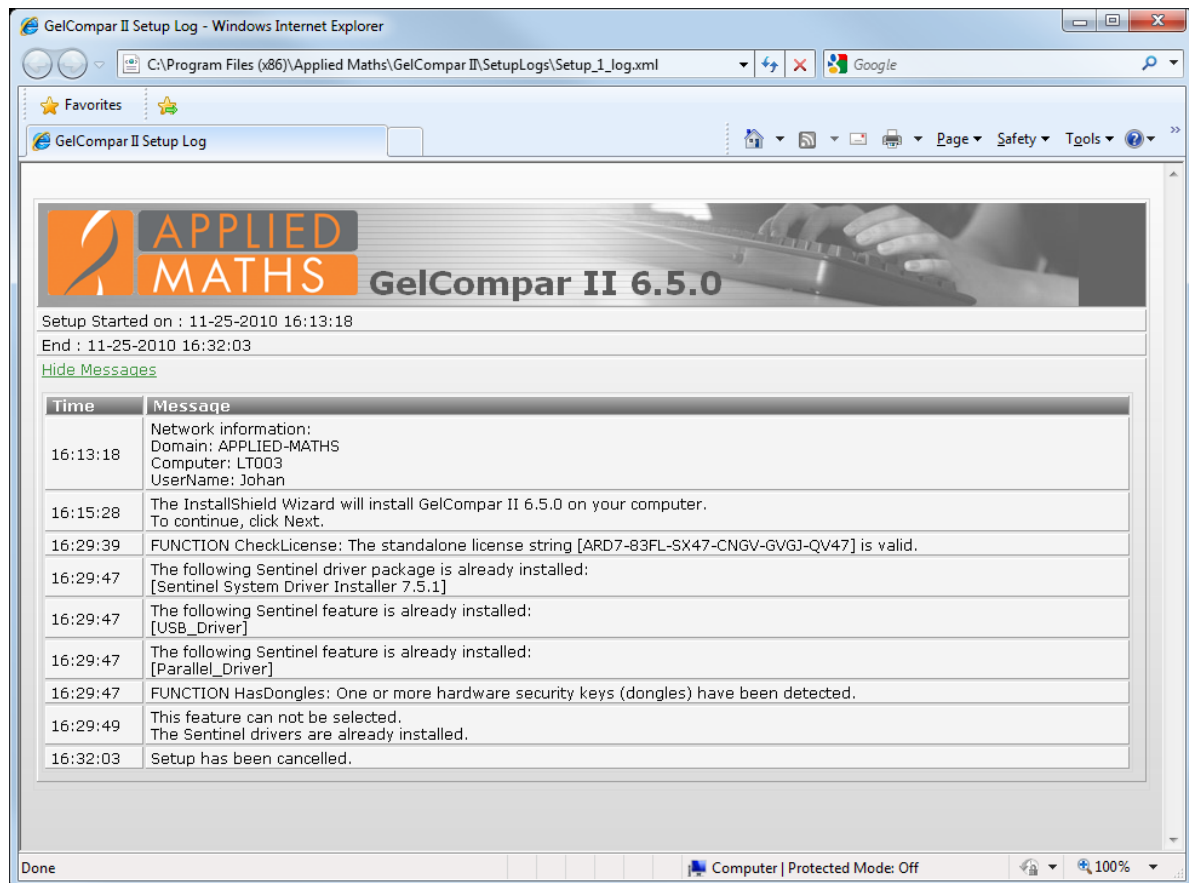 GelCompar II Setup Log - Windows Internet Explorer
C:\Program Files (x86)\Applied Maths\GelCompar II\SetupLogs\Setup_1_log.xml
Google
Favorites
GelCompar II Setup Log
Page Safety Tools
APPLIED
MATHS
GelCompar II 6.5.0
Setup Started on : 11-25-2010 16:13:18
End : 11-25-2010 16:32:03
Hide Messages
Time Message
16:13:18
Network information:
Domain: APPLIED-MATHS
Computer: LT003
UserName: Johan
16:15:28
The InstallShield Wizard will install GelCompar II 6.5.0 on your computer.
To continue, click Next.
16:29:39 FUNCTION CheckLicense: The standalone license string [ARD7-83FL-SX47-CNGV-GVGJ-QV47] is valid.
16:29:47
The following Sentinel driver package is already installed:
[Sentinel System Driver Installer 7.5.1]
16:29:47
The following Sentinel feature is already installed:
[USB_Driver]
16:29:47
The following Sentinel feature is already installed:
[Parallel_Driver]
16:29:47 FUNCTION HasDongles: One or more hardware security keys (dongles) have been detected.
16:29:49
This feature can not be selected.
The Sentinel drivers are already installed.
16:32:03 Setup has been cancelled.
Done
Computer | Protected Mode: Off
100%